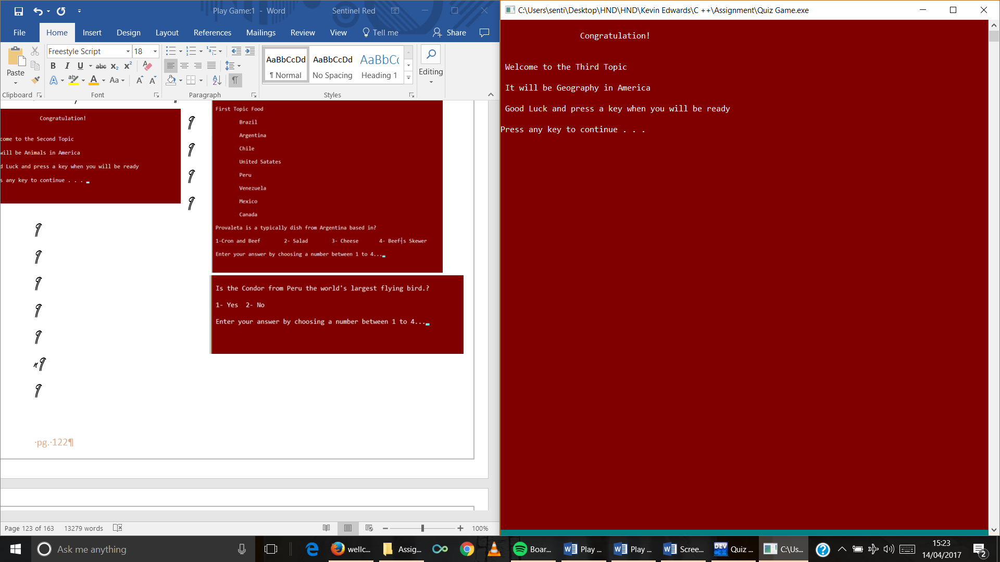 Play Game:1 - Word
Sentinel Red
File Home Insert Design Layout References Mailings Review View Tell me Share
Paste
Freestyle Script 18
B I U abc x₂ x²
A A Aa A A
AaBbCcDd AaBbCcDd AaBbCc
¶ Normal No Spacing Heading 1
Editing
Clipboard Font Paragraph Styles
Congratulation!
come to the Second Topic
will be Animals in America
d Luck and press a key when you will be ready
s any key to continue . . .
¶
¶
¶
¶
First Topic Food
Brazil
Argentina
Chile
United Satates
Peru
Venezuela
Mexico
Canada
Provaleta is a typically dish from Argentina based in?
1-Cron and Beef 2- Salad 3- Cheese 4- Beef's Skewer
Enter your answer by choosing a number between 1 to 4...
Is the Condor from Peru the world's largest flying bird.?
1- Yes 2- No
Enter your answer by choosing a number between 1 to 4...
¶
¶
¶
¶
¶
n¶
¶
·pg.·122¶
Page 123 of 163 13279 words
100%
C:\Users\senti\Desktop\HND\HND\Kevin Edwards\C ++\Assignment\Quiz Game.exe
Congratulation!
Welcome to the Third Topic
It will be Geography in America
Good Luck and press a key when you will be ready
Press any key to continue . . .
Ask me anything
wellc... Assig... Boar... Play ... Play ... Scree... DEV Quiz ... C:\Us...
15:23
14/04/2017
2